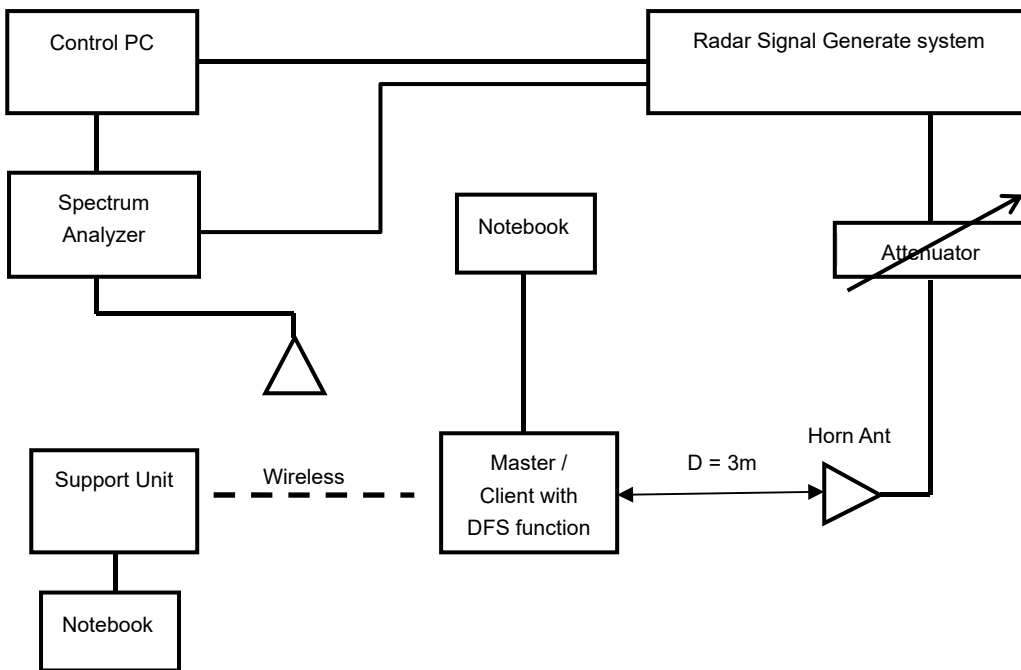 Control PC
Radar Signal Generate system
Spectrum
Analyzer
Notebook
Attenuator
Horn Ant
Support Unit
Wireless
Master /
Client with
DFS function
D = 3m
Notebook